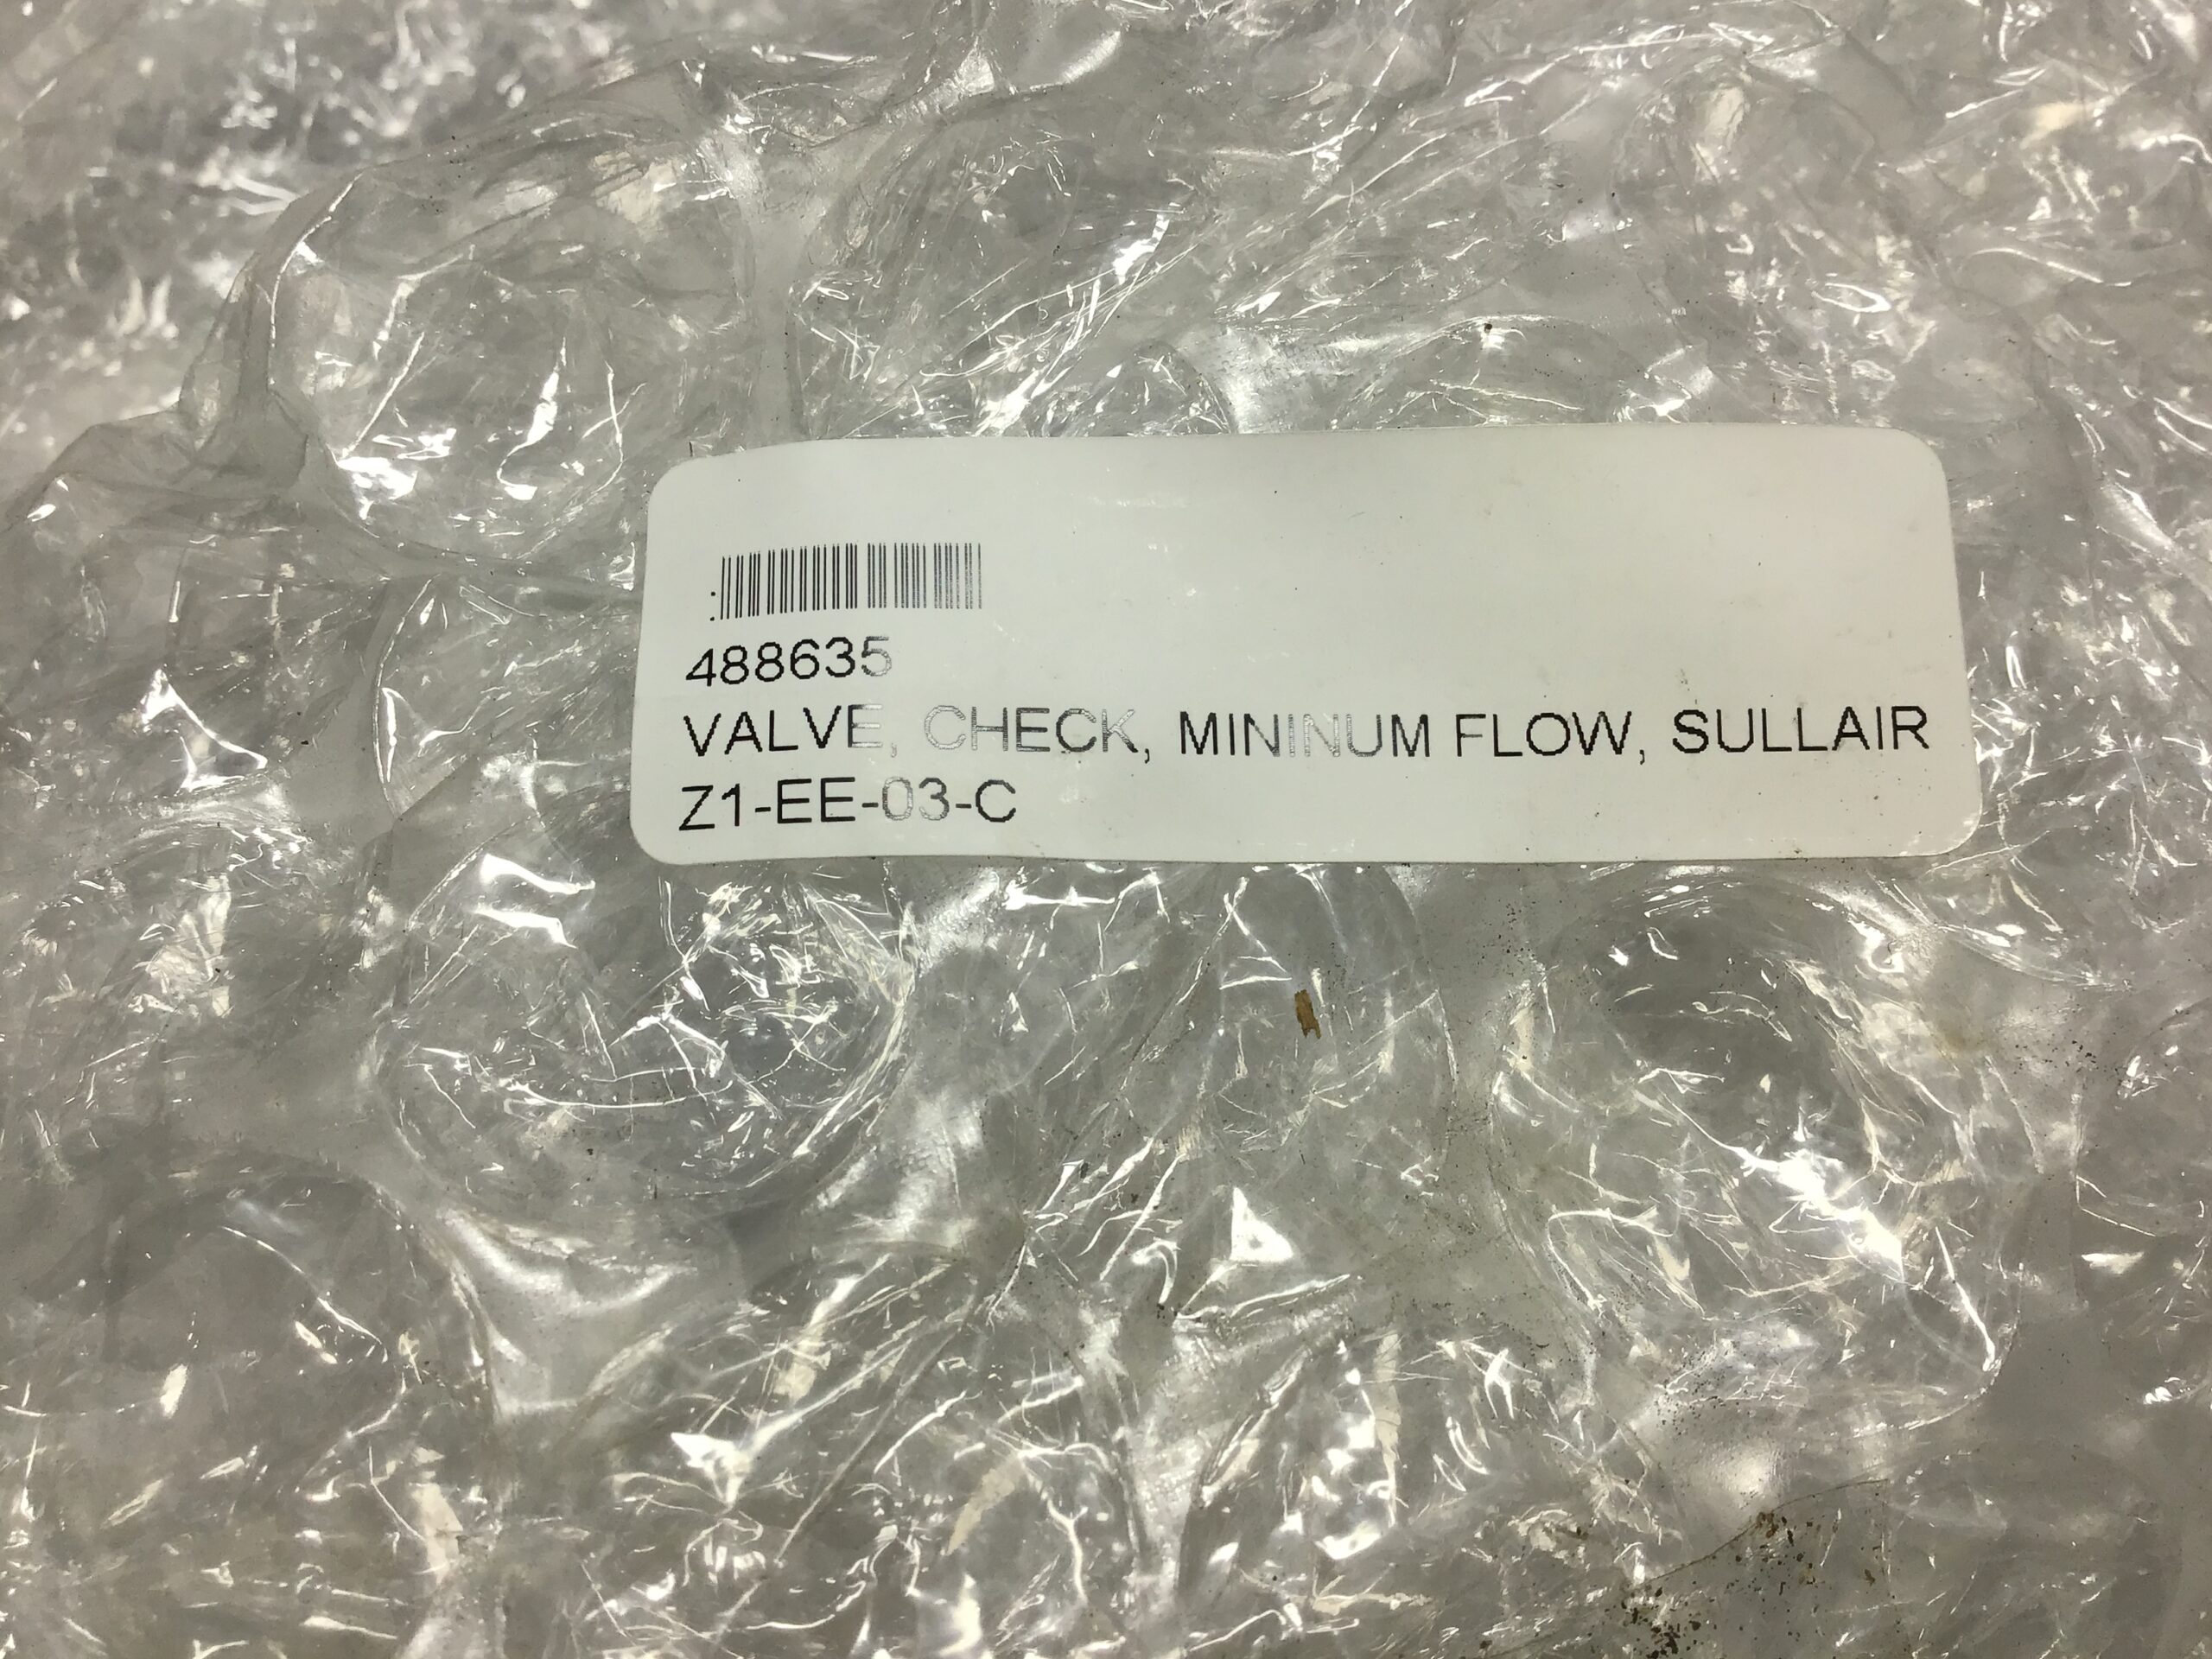 488635
VALVE, CHECK, MININUM FLOW, SULLAIR
Z1-EE-03-C